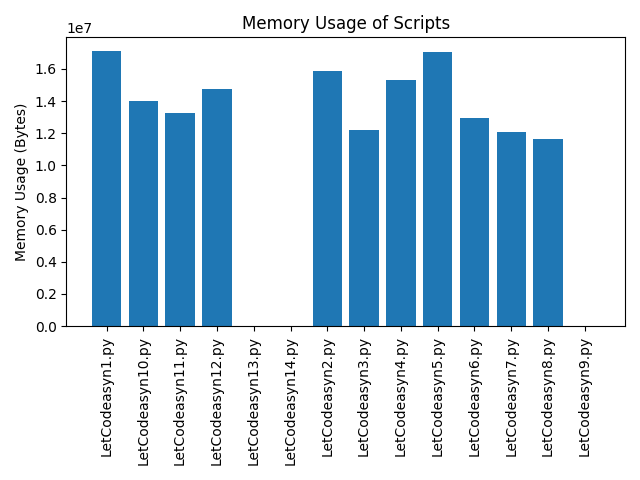 Memory Usage of Scripts
1e7
Memory Usage (Bytes)
1.6
1.4
1.2
1.0
0.8
0.6
0.4
0.2
0.0
LetCodeasyn1.py
LetCodeasyn10.py
LetCodeasyn11.py
LetCodeasyn12.py
LetCodeasyn13.py
LetCodeasyn14.py
LetCodeasyn2.py
LetCodeasyn3.py
LetCodeasyn4.py
LetCodeasyn5.py
LetCodeasyn6.py
LetCodeasyn7.py
LetCodeasyn8.py
LetCodeasyn9.py